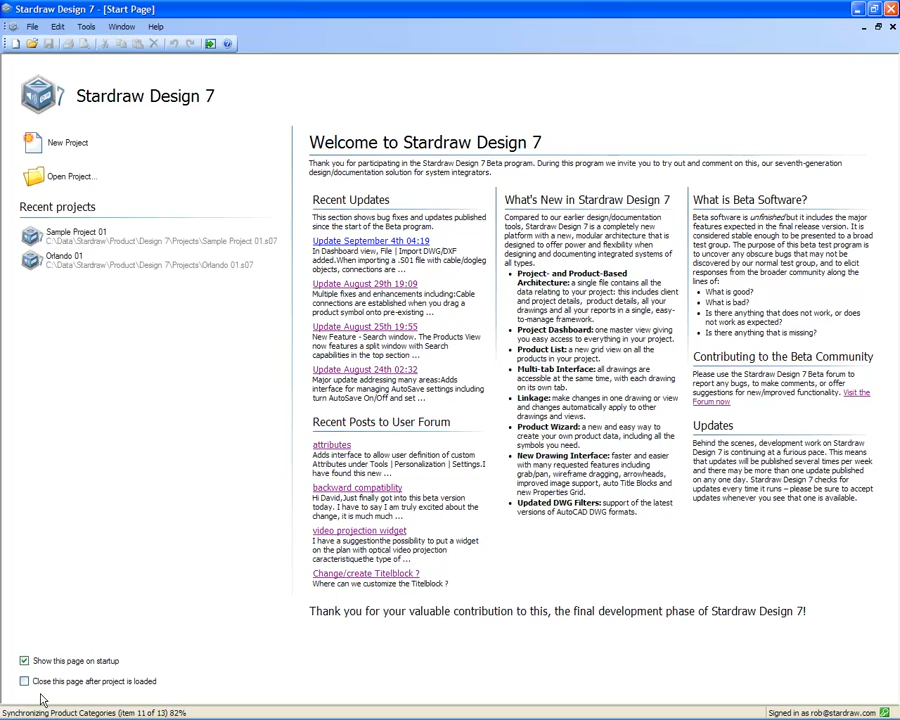 Stardraw Design 7 - [Start Page]
File Edit Tools Window Help
Stardraw Design 7
New Project
Open Project...
Recent projects
Sample Project 01
C:\Data\Stardraw\Product\Design 7\Projects\Sample Project 01.s07
Orlando 01
C:\Data\Stardraw\Product\Design 7\Projects\Orlando 01.s07
Welcome to Stardraw Design 7
Thank you for participating in the Stardraw Design 7 Beta program. During this program we invite you to try out and comment on this, our seventh-generation
design/documentation solution for system integrators.
Recent Updates
This section shows bug fixes and updates published
since the start of the Beta program.
Update September 4th 04:19
In Dashboard view, File | Import DWG/DXF
added.When importing a .S01 file with cable/dogleg
objects, connections are ...
Update August 29th 19:09
Multiple fixes and enhancements including:Cable
connections are established when you drag a
product symbol onto pre-existing ...
Update August 25th 19:55
New Feature - Search window. The Products View
now features a split window with Search
capabilities in the top section ...
Update August 24th 02:32
Major update addressing many areas:Adds
interface for managing AutoSave settings including
turn AutoSave On/Off and set ...
Recent Posts to User Forum
attributes
Adds interface to allow user definition of custom
Attributes under Tools | Personalization | Settings.I
have found this new ...
backward compatiblity
Hi David,Just finally got into this beta version
today. I have to say I am truly excited about the
change, it is much much ...
video projection widget
I have a suggestionthe possibility to put a widget
on the plan with optical video projection
caracteristiquethe type of ...
Change/create Titelblock ?
Where can we customize the Titleblock ?
What's New in Stardraw Design 7
Compared to our earlier design/documentation
tools, Stardraw Design 7 is a completely new
platform with a new, modular architecture that is
designed to offer power and flexibility when
designing and documenting integrated systems of
all types.
• Project- and Product-Based
Architecture: a single file contains all the
data relating to your project: this includes client
and project details, product details, all your
drawings and all your reports in a single, easy-
to-manage framework.
• Project Dashboard: one master view giving
you easy access to everything in your project.
• Product List: a new grid view on all the
products in your project.
• Multi-tab Interface: all drawings are
accessible at the same time, with each drawing
on its own tab.
• Linkage: make changes in one drawing or view
and changes automatically apply to other
drawings and views.
• Product Wizard: a new and easy way to
create your own product data, including all the
symbols you need.
• New Drawing Interface: faster and easier
with many requested features including
grab/pan, wireframe dragging, arrowheads,
improved image support, auto Title Blocks and
new Properties Grid.
• Updated DWG Filters: support of the latest
versions of AutoCAD DWG formats.
What is Beta Software?
Beta software is unfinished but it includes the major
features expected in the final release version. It is
considered stable enough to be presented to a broad
test group. The purpose of this beta test program is
to uncover any obscure bugs that may not be
discovered by our normal test group, and to elicit
responses from the broader community along the
lines of:
• What is good?
• What is bad?
• Is there anything that does not work, or does
not work as expected?
• Is there anything that is missing?
Contributing to the Beta Community
Please use the Stardraw Design 7 Beta forum to
report any bugs, to make comments, or offer
suggestions for new/improved functionality. Visit the
Forum now
Updates
Behind the scenes, development work on Stardraw
Design 7 is continuing at a furious pace. This means
that updates will be published several times per week
and there may be more than one update published
on any one day. Stardraw Design 7 checks for
updates every time it runs – please be sure to accept
updates whenever you see that one is available.
Thank you for your valuable contribution to this, the final development phase of Stardraw Design 7!
Show this page on startup
Close this page after project is loaded
Synchronizing Product Categories (item 11 of 13) 82%
Signed in as rob@stardraw.com